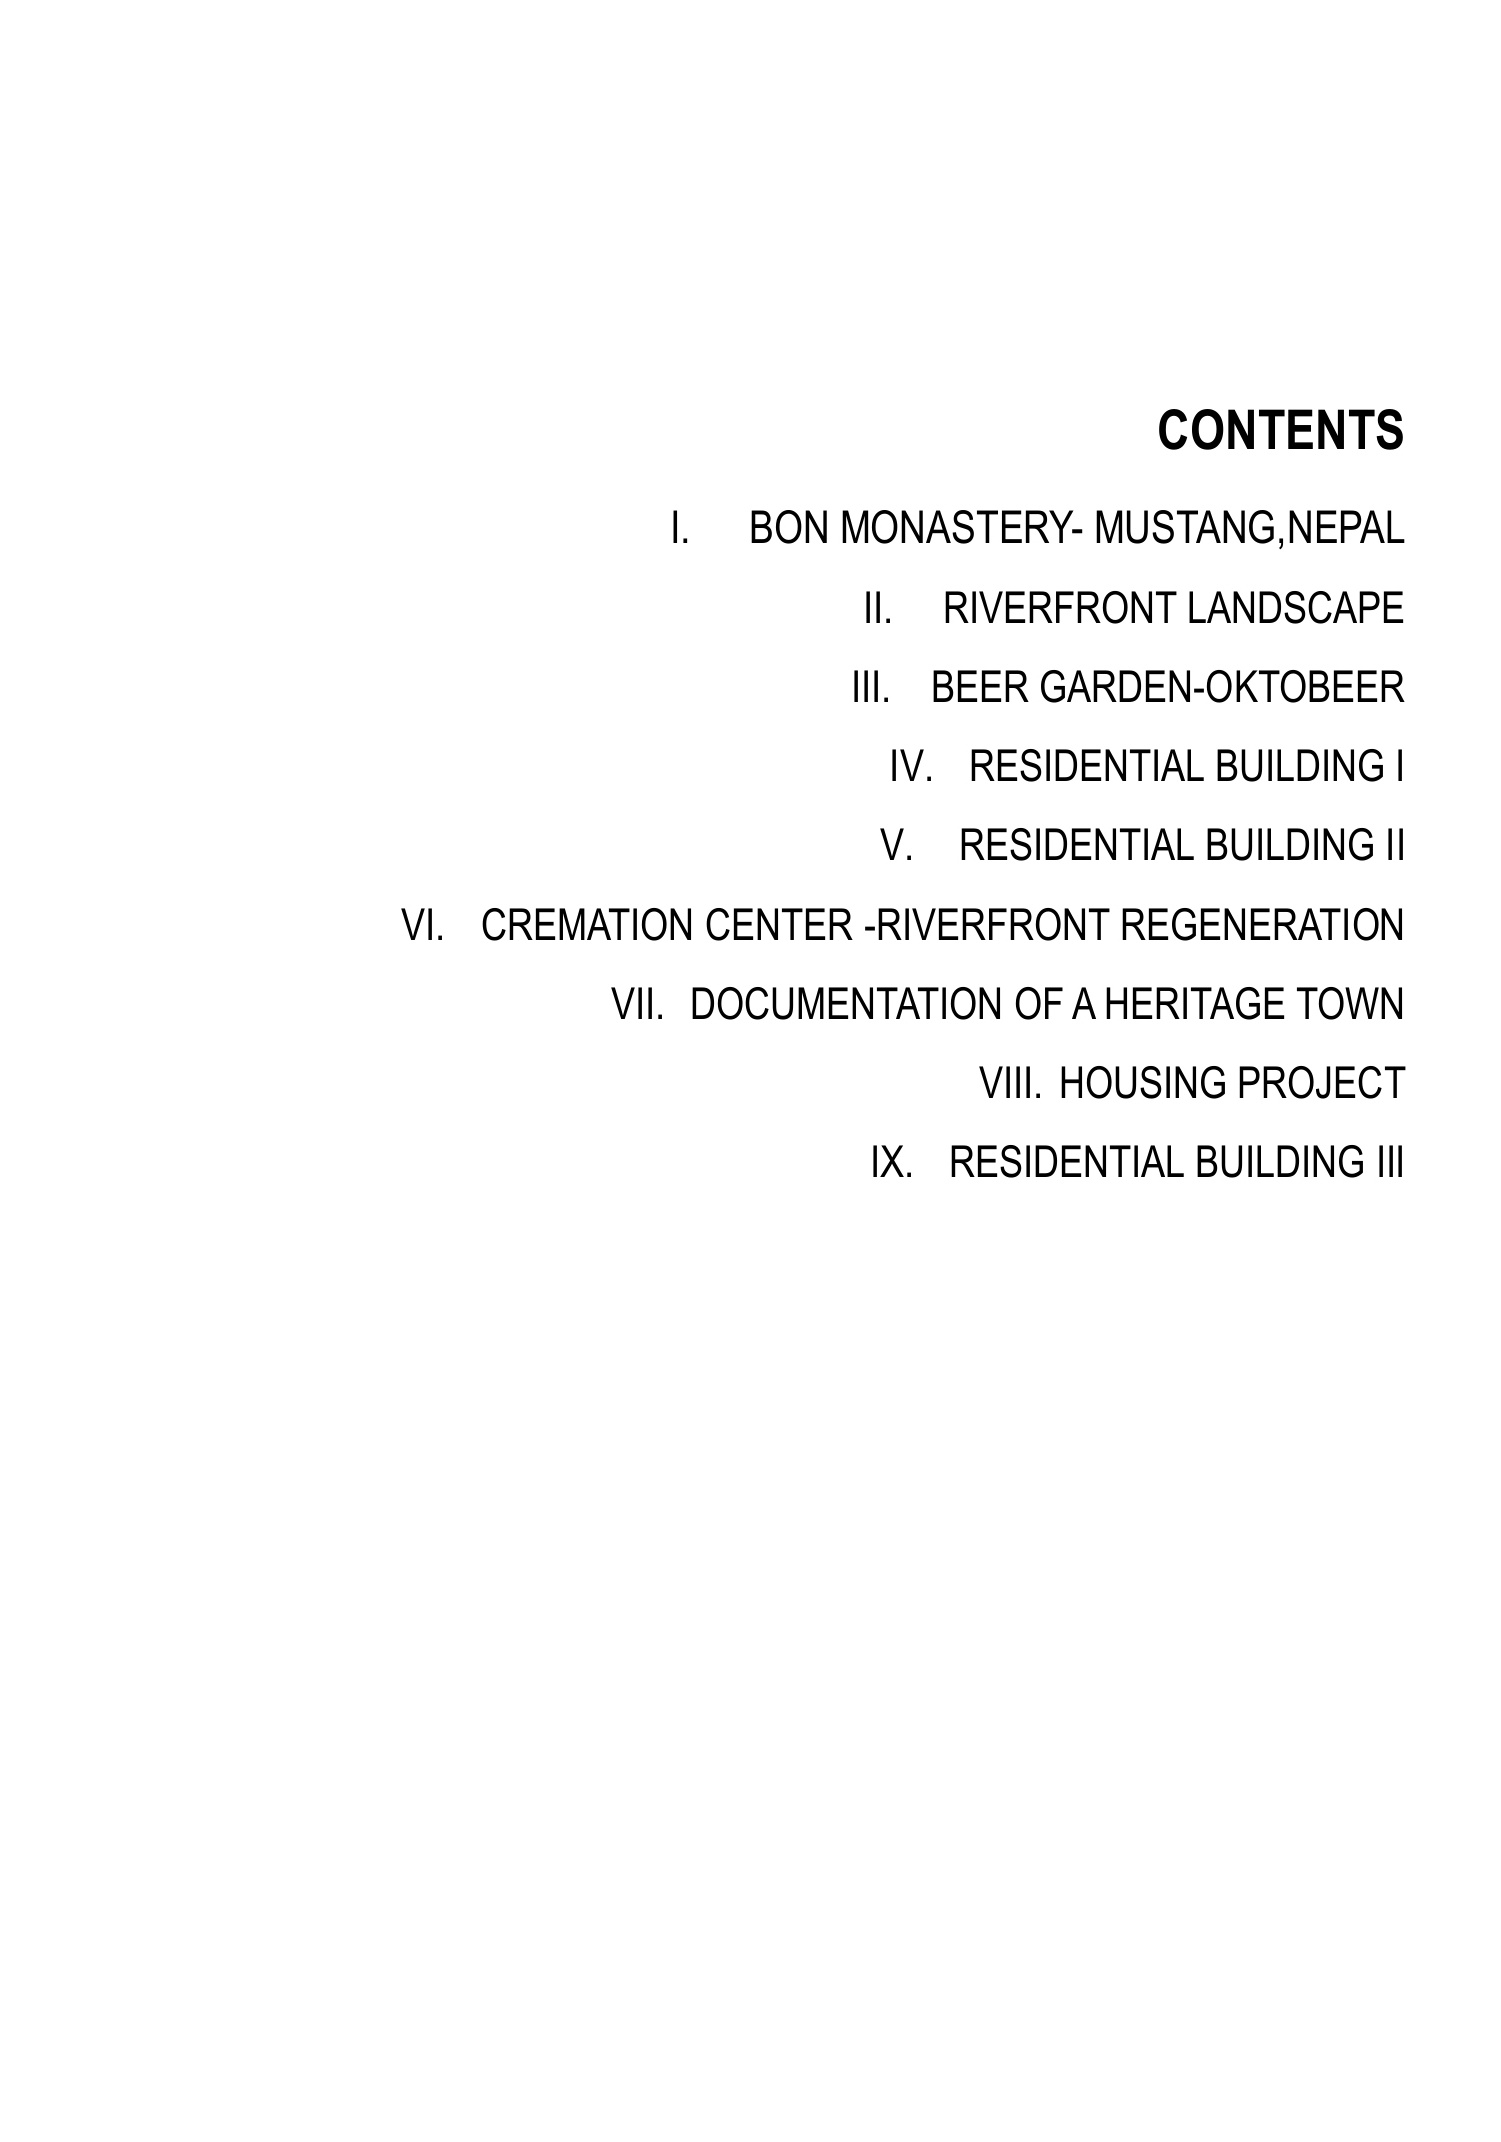 CONTENTS
I. BON MONASTERY- MUSTANG,NEPAL
II. RIVERFRONT LANDSCAPE
III. BEER GARDEN-OKTOBEER
IV. RESIDENTIAL BUILDING I
V. RESIDENTIAL BUILDING II
VI. CREMATION CENTER -RIVERFRONT REGENERATION
VII. DOCUMENTATION OF A HERITAGE TOWN
VIII. HOUSING PROJECT
IX. RESIDENTIAL BUILDING III